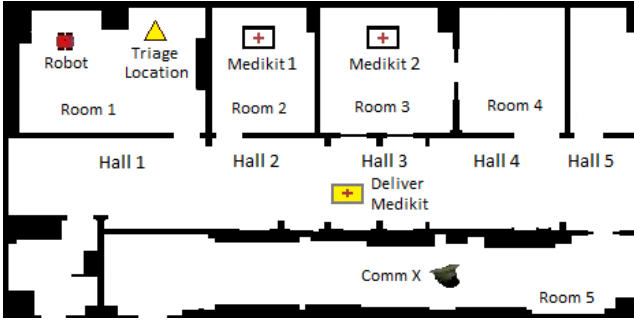 Robot
Triage
Location
Medikit 1
Medikit 2
Room 1
Room 2
Room 3
Room 4
Hall 1
Hall 2
Hall 3
Hall 4
Hall 5
Deliver
Medikit
Comm X
Room 5